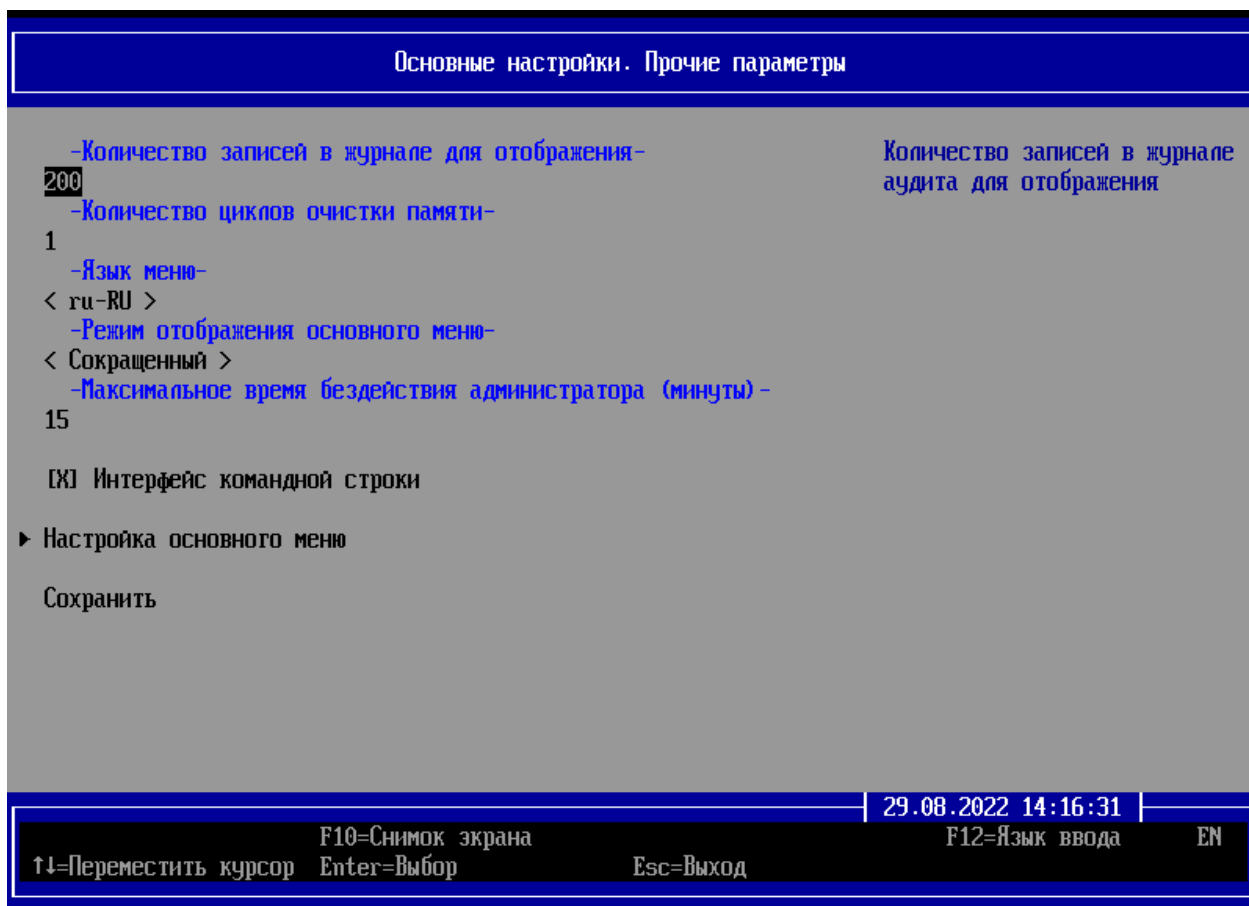 Основные настройки. Прочие параметры
-Количество записей в журнале для отображения-
Количество записей в журнале
200
аудита для отображения
-Количество циклов очистки памяти-
1
-Язык меню-
< ru-RU >
-Режим отображения основного меню-
< Сокращенный >
-Максимальное время бездействия администратора (минуты)-
15
[X] Интерфейс командной строки
▶ Настройка основного меню
Сохранить
29.08.2022 14:16:31
F10=Снимок экрана F12=Язык ввода EN
↑↓=Переместить курсор Enter=Выбор Esc=Выход